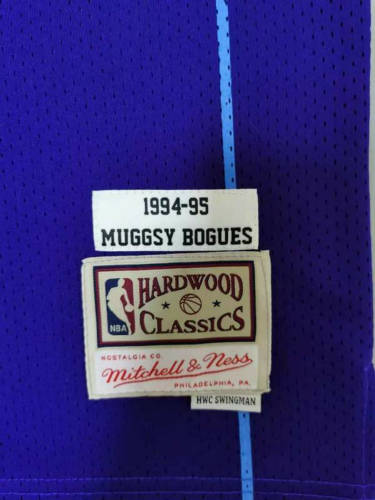 1994-95
MUGGSY BOGUES
HARDWOOD
CLASSICS
NBA
NOSTALGIA CO.
Mitchell & Ness
PHILADELPHIA, PA.
HWC SWINGMAN